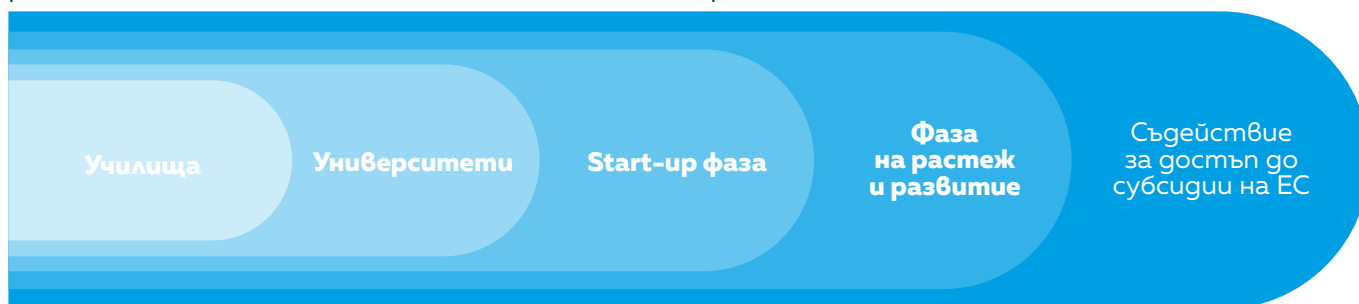 Училища
Университети
Start-up фаза
Фаза
на растеж
и развитие
Съдействие
за достъп до
субсидии на ЕС